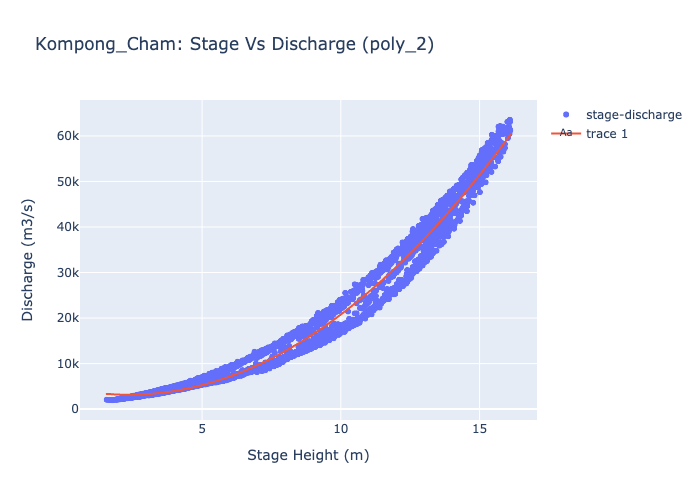 Kompong_Cham: Stage Vs Discharge (poly_2)
stage-discharge
Aa trace 1
60k
50k
40k
30k
20k
10k
0
Discharge (m3/s)
5 10 15
Stage Height (m)